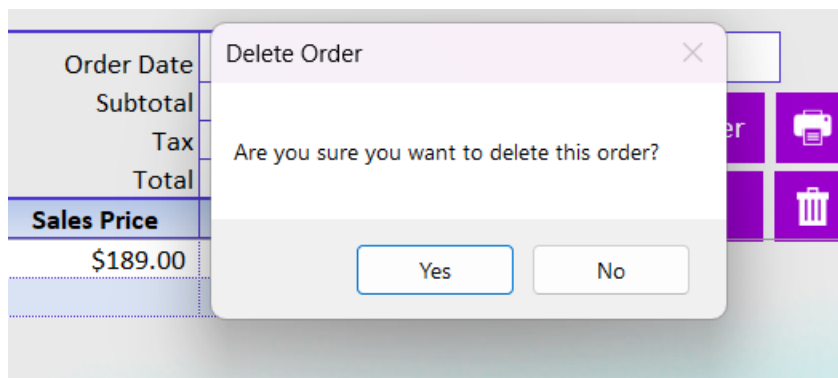 Delete Order
Order Date
Subtotal
Tax
Are you sure you want to delete this order?
Total
Sales Price
$189.00
Yes
No